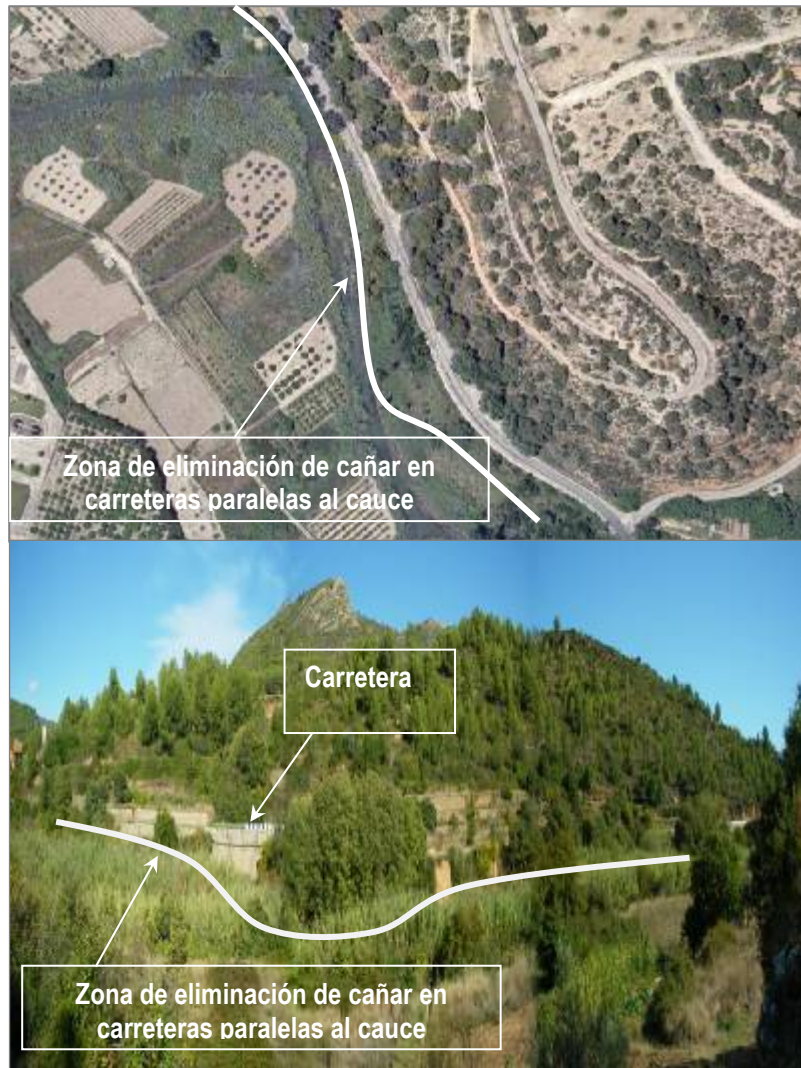 Zona de eliminación de cañar en
carreteras paralelas al cauce
Carretera
Zona de eliminación de cañar en
carreteras paralelas al cauce